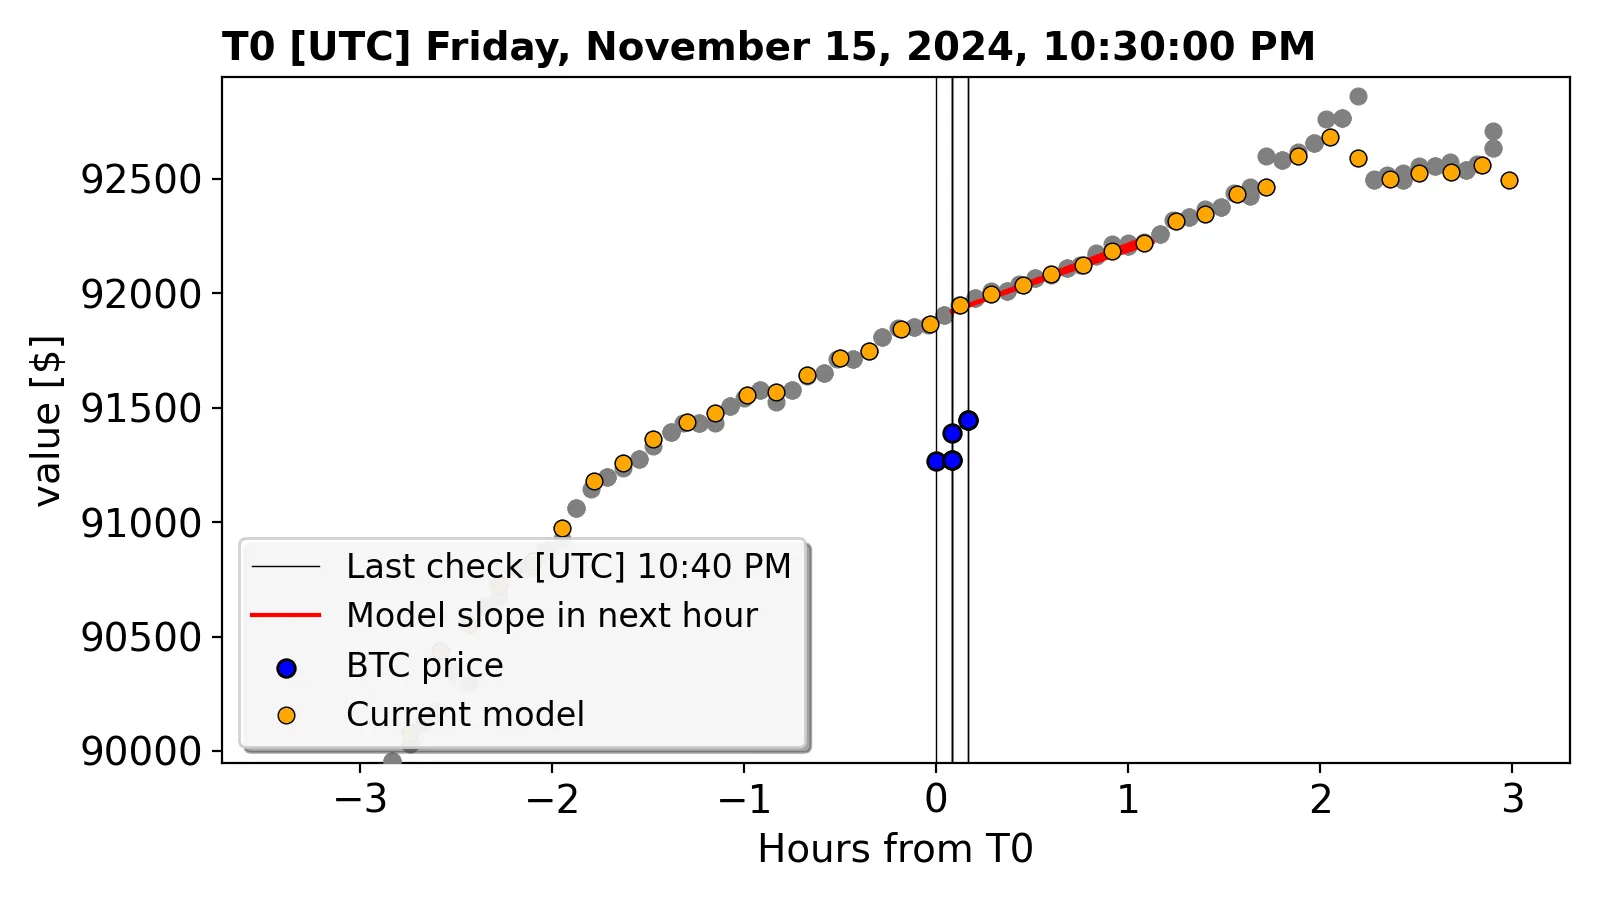 T0 [UTC] Friday, November 15, 2024, 10:30:00 PM
value [$]
92500
92000
91500
91000
90500
90000
Last check [UTC] 10:40 PM
Model slope in next hour
BTC price
Current model
−3 −2 −1 0 1 2 3
Hours from T0